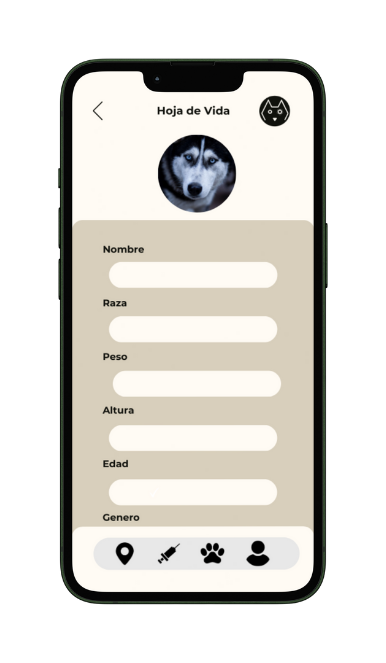 Hoja de Vida
Nombre
Raza
Peso
Altura
Edad
Genero